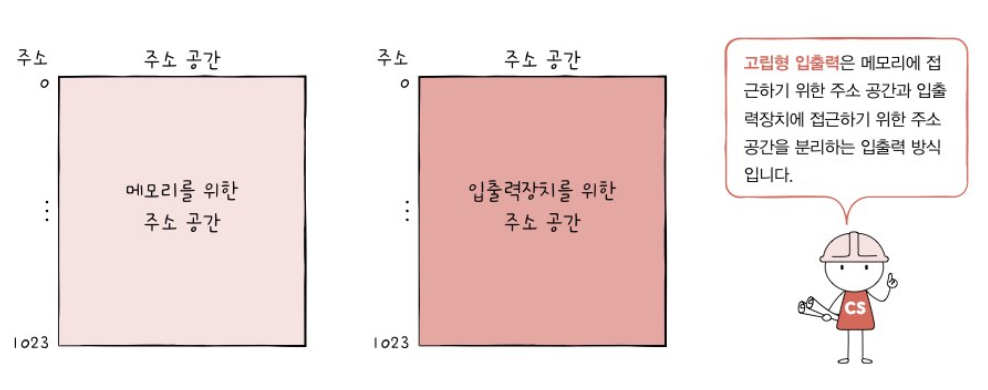 주소
주소 공간
0
⋮
1023
메모리를 위한
주소 공간
주소
주소 공간
0
⋮
1023
입출력장치를 위한
주소 공간
고립형 입출력은 메모리에 접
근하기 위한 주소 공간과 입출
력장치에 접근하기 위한 주소
공간을 분리하는 입출력 방식
입니다.
CS